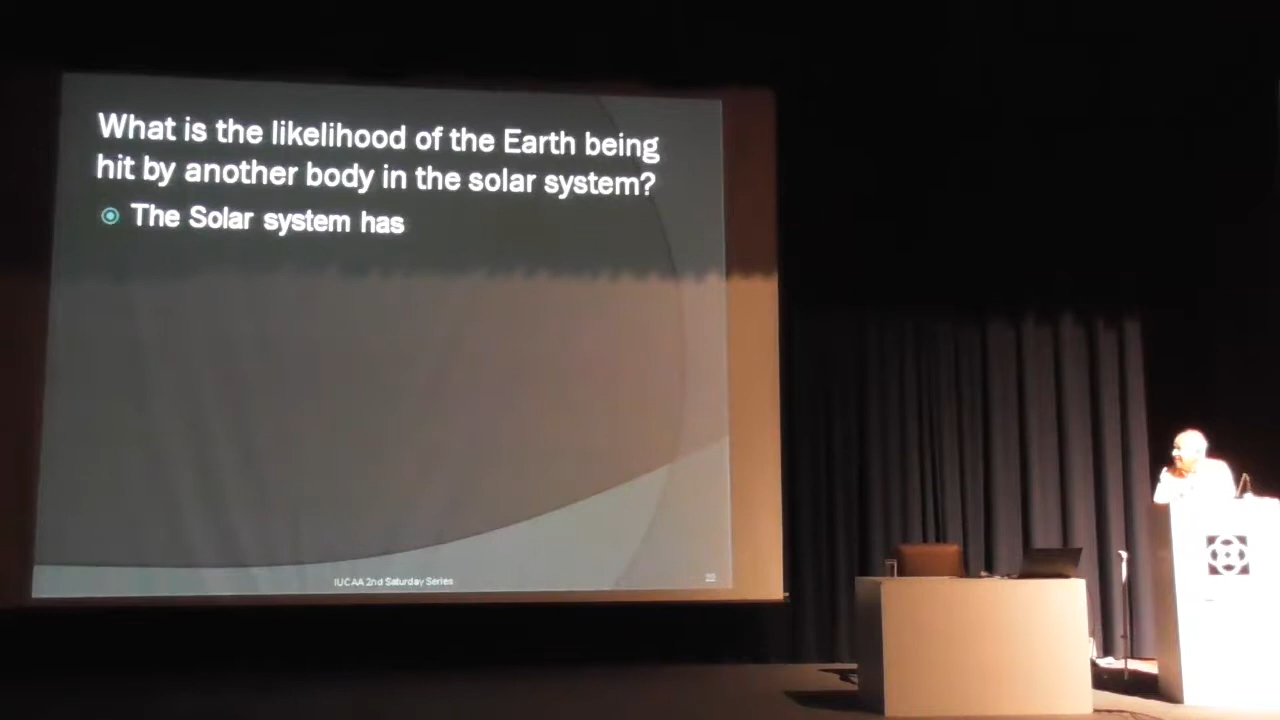 What is the likelihood of the Earth being
hit by another body in the solar system?
The Solar system has
IUCAA 2nd Saturday Series